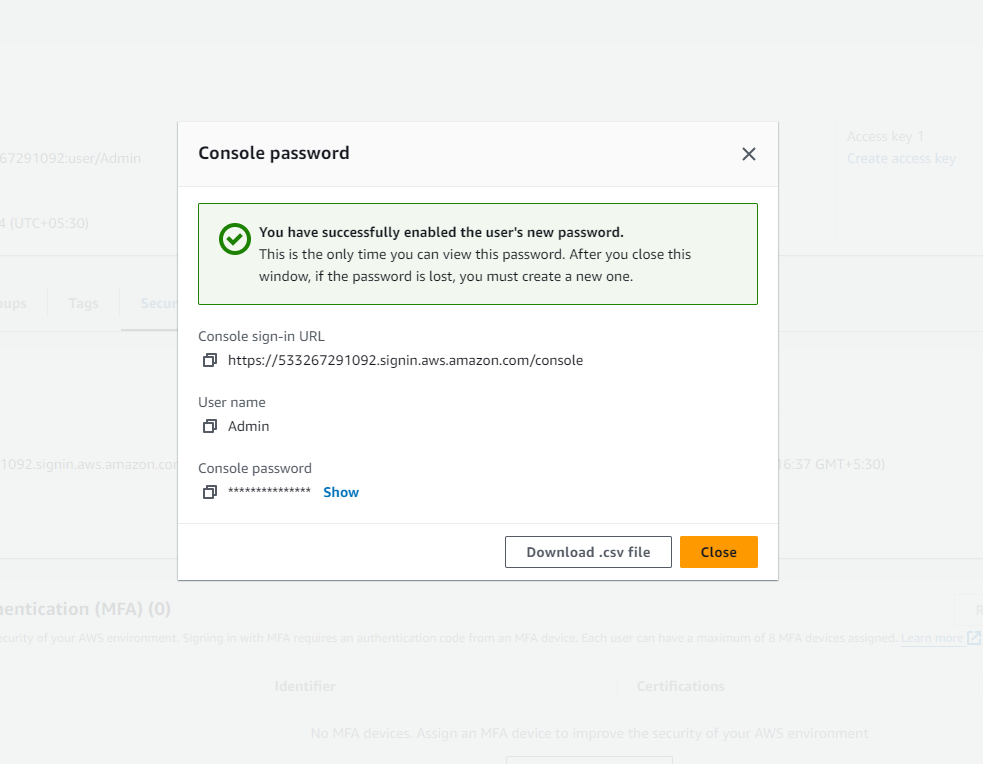 Access key 1
67291092:user/Admin
Create access key
4 (UTC+05:30)
Tags
Console password
You have successfully enabled the user's new password.
This is the only time you can view this password. After you close this
window, if the password is lost, you must create a new one.
Console sign-in URL
https://533267291092.signin.aws.amazon.com/console
User name
Admin
1092.signin.aws.amazon.cor
16:37 GMT+5:30)
Console password
*************** Show
Download .csv file
Close
hentication (MFA) (0)
ecurity of your AWS environment. Signing in with MFA requires an authentication code from an MFA device. Each user can have a maximum of 8 MFA devices assigned. Learn more
Identifier
Certifications
No MFA devices. Assign an MFA device to improve the security of your AWS environment